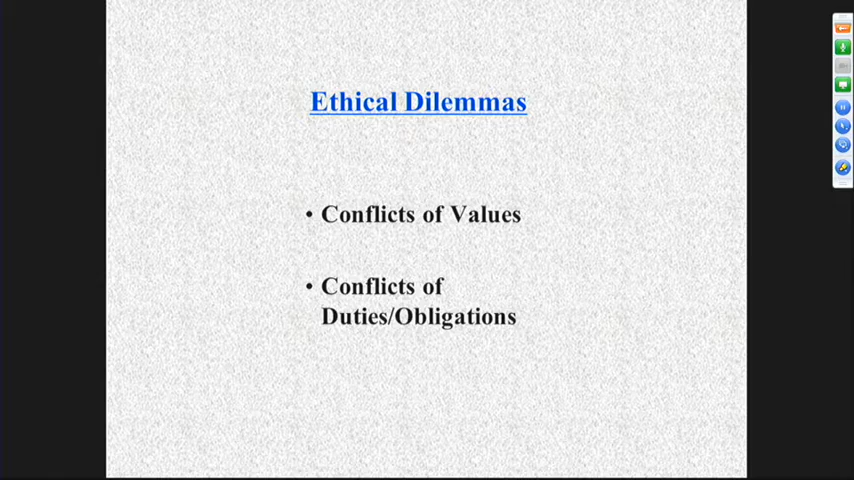 Ethical Dilemmas
• Conflicts of Values
• Conflicts of
Duties/Obligations